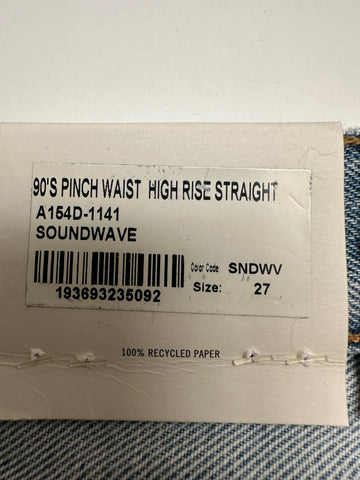 90'S PINCH WAIST HIGH RISE STRAIGHT
A154D-1141
SOUNDWAVE
Color Code: SNDWV
Size: 27
193693235092
100% RECYCLED PAPER